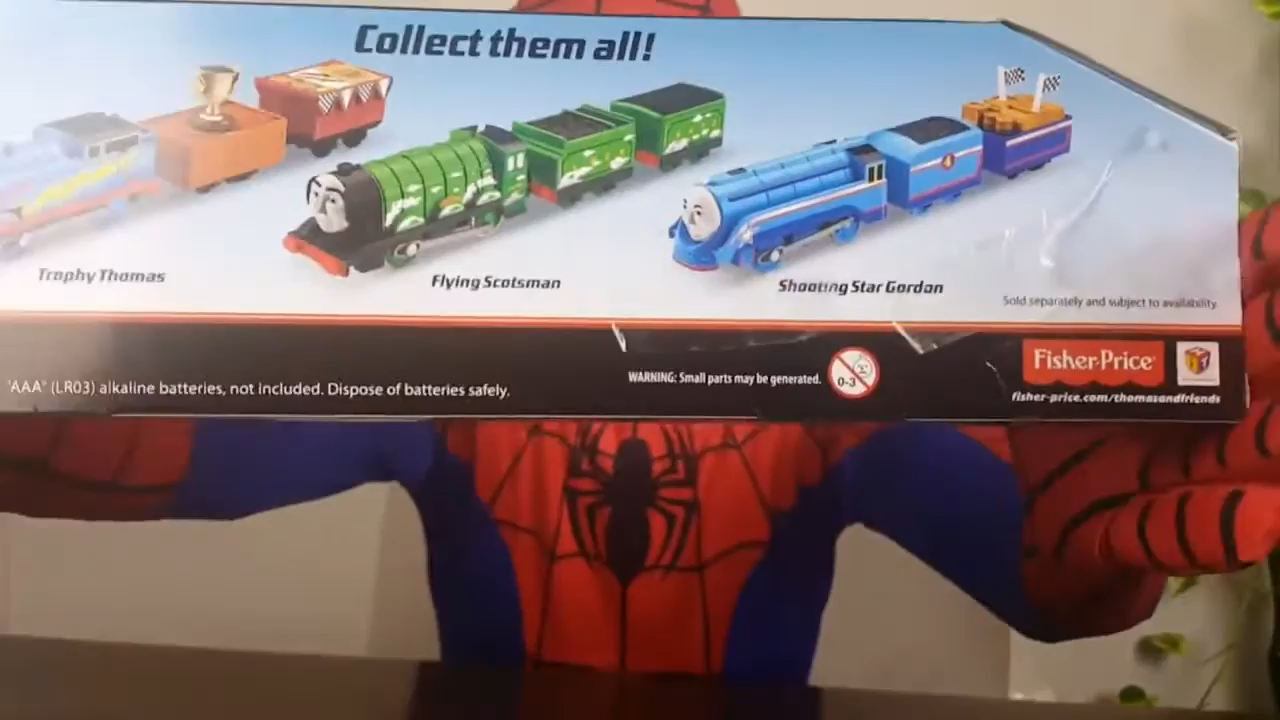 Collect them all!
Trophy Thomas
Flying Scotsman
4
Shooting Star Gordon
Sold separately and subject to availability.
"AAA" (LR03) alkaline batteries, not included. Dispose of batteries safely.
WARNING: Small parts may be generated.
0-3
Fisher-Price
fisher-price.com/thomasandfriends